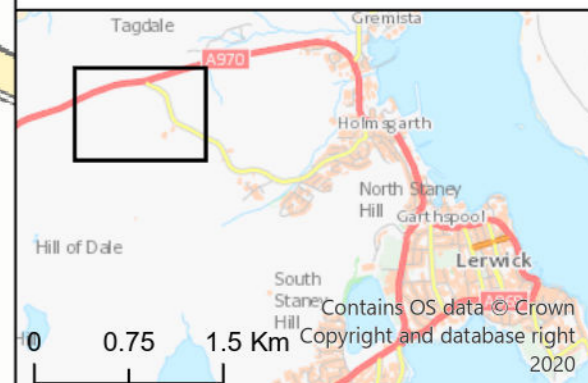 Gremista
Tagdale
A970
Holmsgarth
North Staney
Hill
Garthspool
Hill of Dale
Lerwick
South
Staney
Hill
Contains OS data © Crown
Copyright and database right
2020
0 0.75 1.5 Km